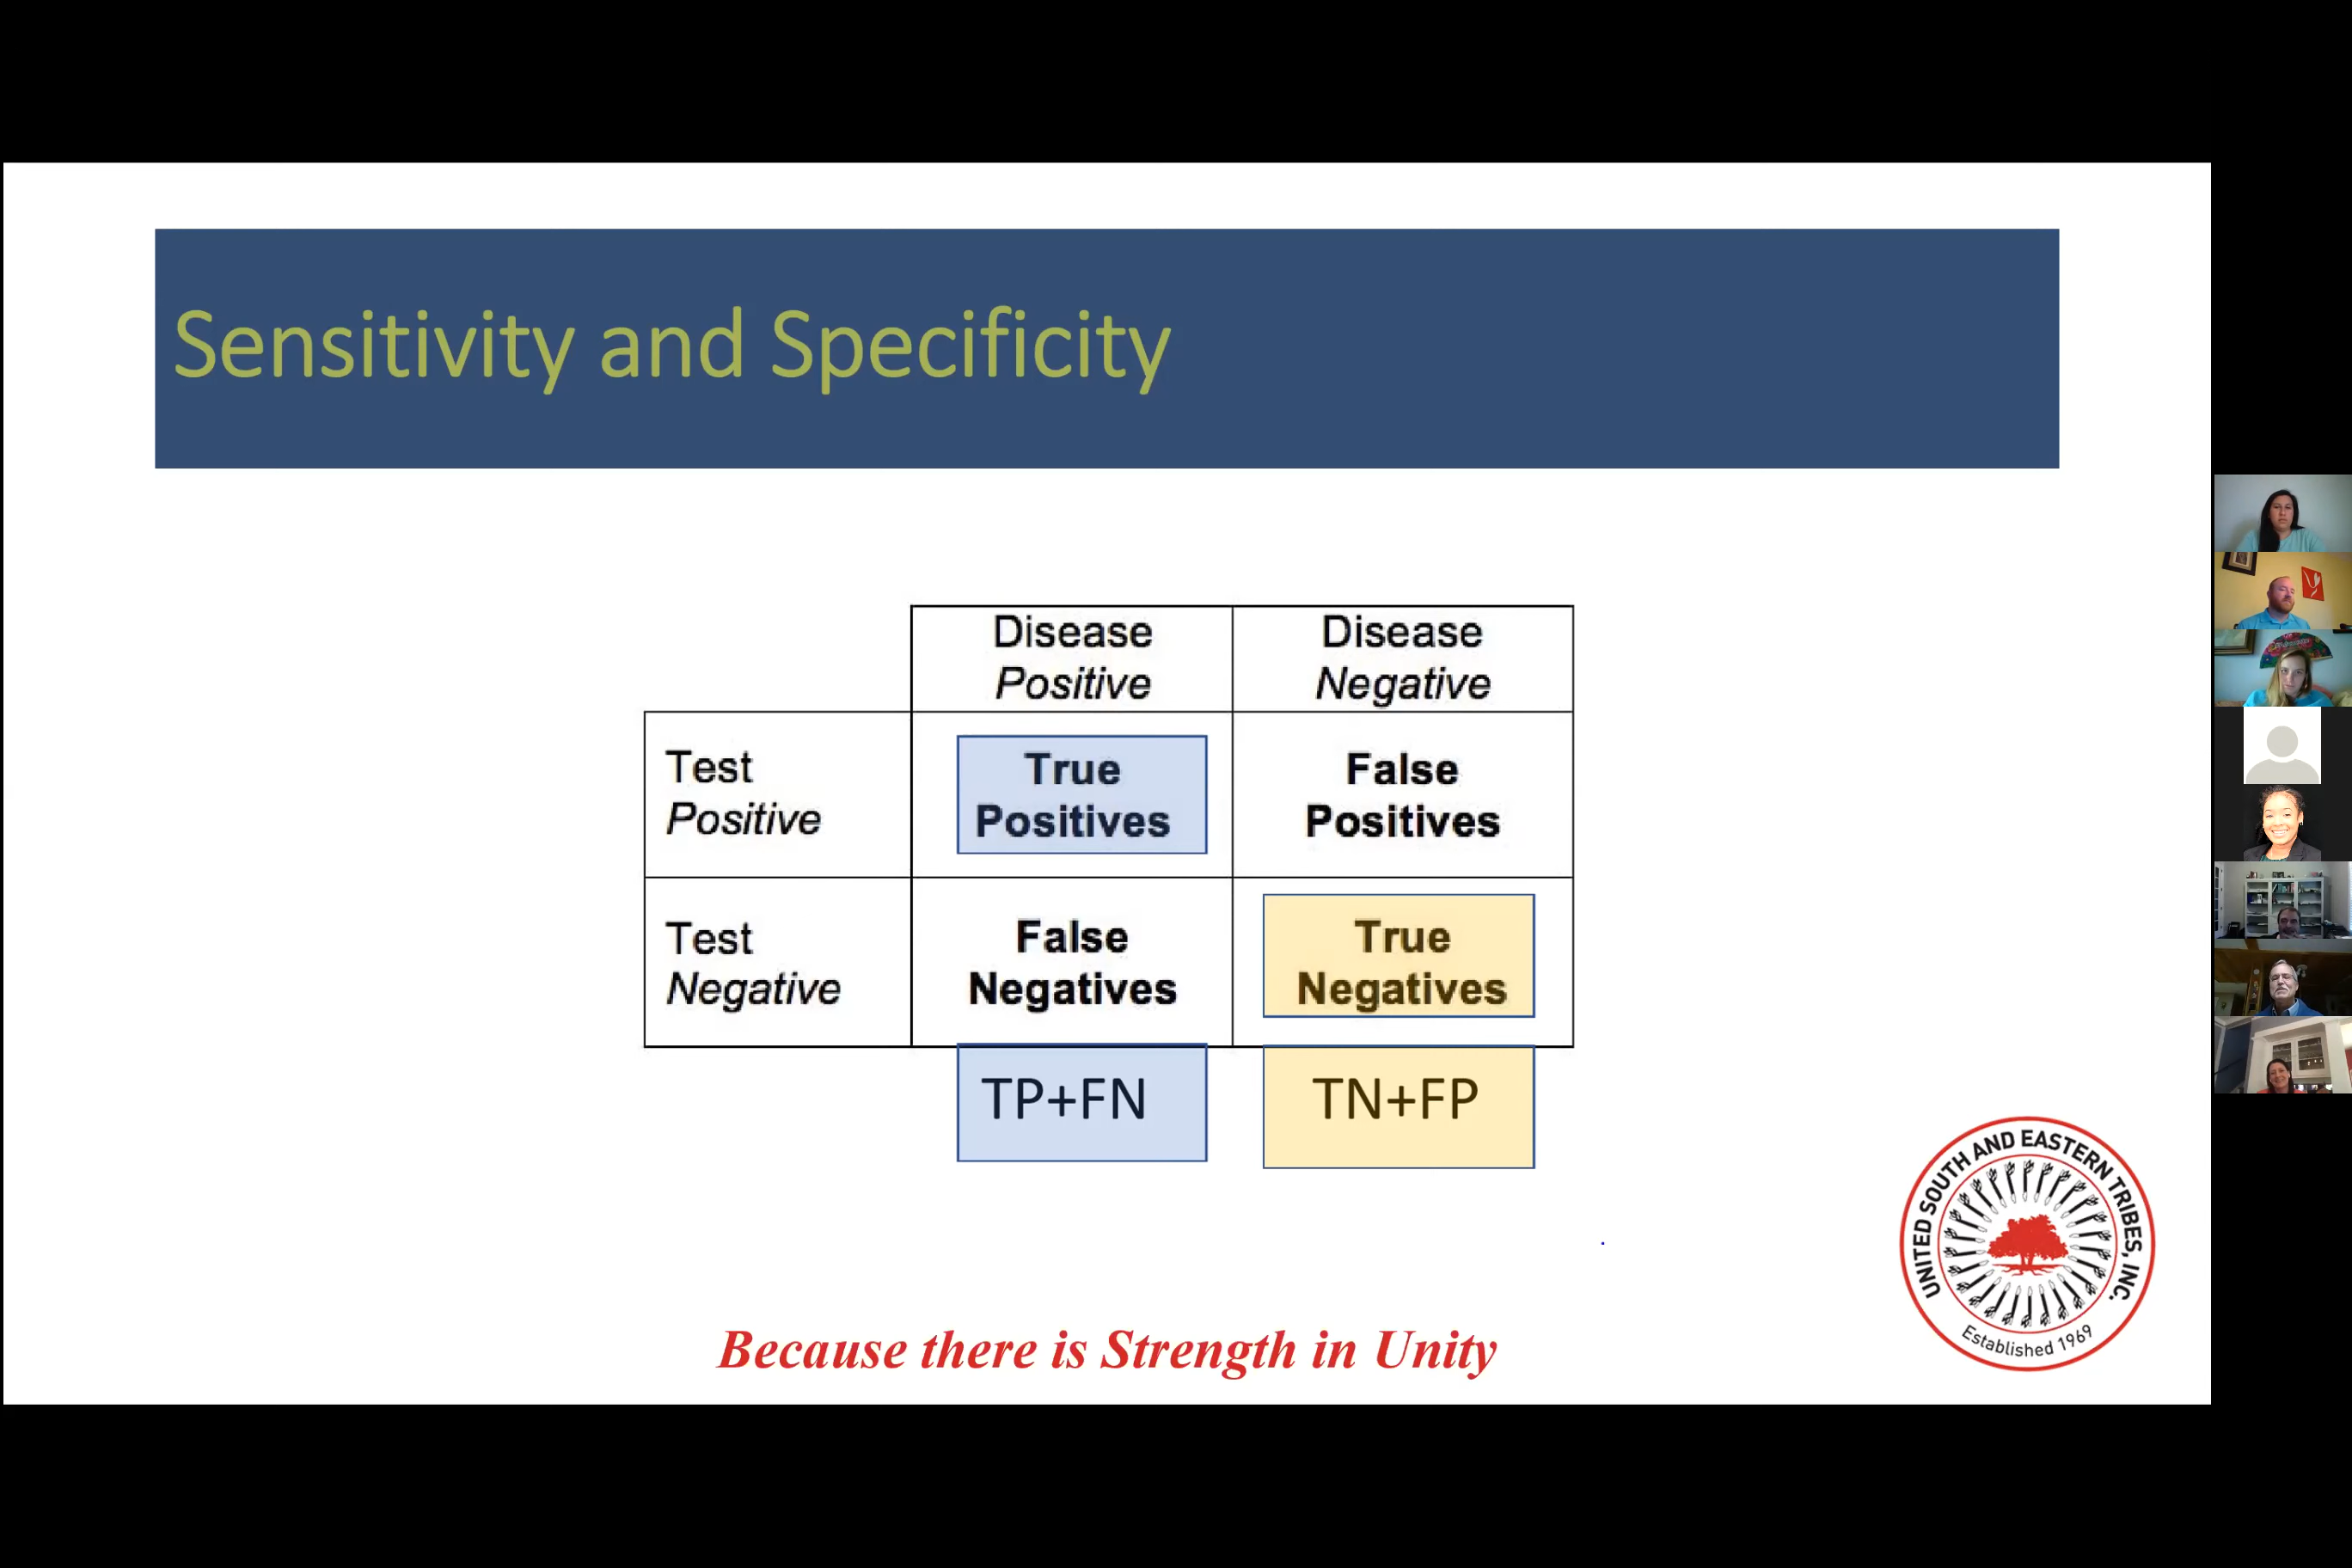 Sensitivity and Specificity
Disease Disease
Positive Negative
Test True False
Positive Positives Positives
Test False True
Negative Negatives Negatives
TP+FN TN+FP
UNITED SOUTH AND EASTERN TRIBES, INC.
Established 1969
Because there is Strength in Unity